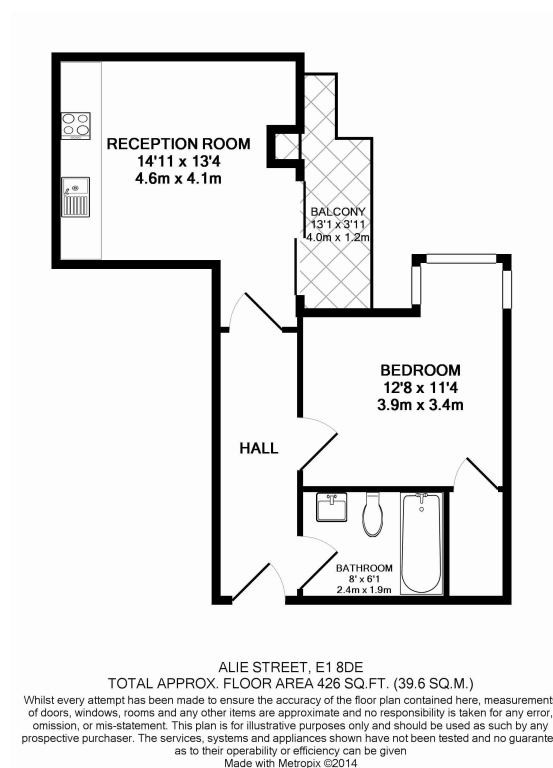 RECEPTION ROOM
14'11 x 13'4
4.6m x 4.1m
BALCONY
13'1 x 3'11
4.0m x 1.2m
BEDROOM
12'8 x 11'4
3.9m x 3.4m
HALL
BATHROOM
8' x 6'1
2.4m x 1.9m
ALIE STREET, E1 8DE
TOTAL APPROX. FLOOR AREA 426 SQ.FT. (39.6 SQ.M.)
Whilst every attempt has been made to ensure the accuracy of the floor plan contained here, measurement
of doors, windows, rooms and any other items are approximate and no responsibility is taken for any error,
omission, or mis-statement. This plan is for illustrative purposes only and should be used as such by any
prospective purchaser. The services, systems and appliances shown have not been tested and no guarante
as to their operability or efficiency can be given
Made with Metropix ©2014